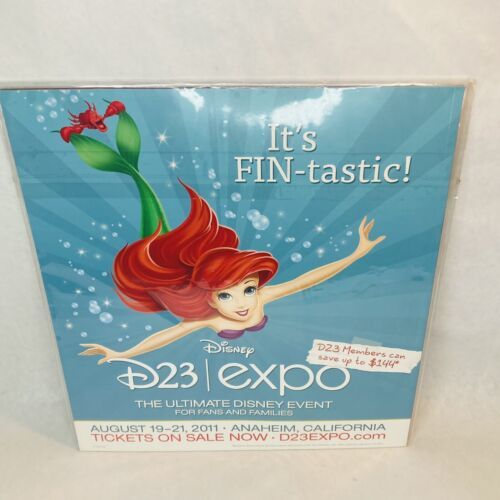 It's
FIN-tastic!
D23 Members can
save up to $144*
Disney
D23 | expo
THE ULTIMATE DISNEY EVENT
FOR FANS AND FAMILIES
AUGUST 19–21, 2011 · ANAHEIM, CALIFORNIA
TICKETS ON SALE NOW · D23EXPO.com